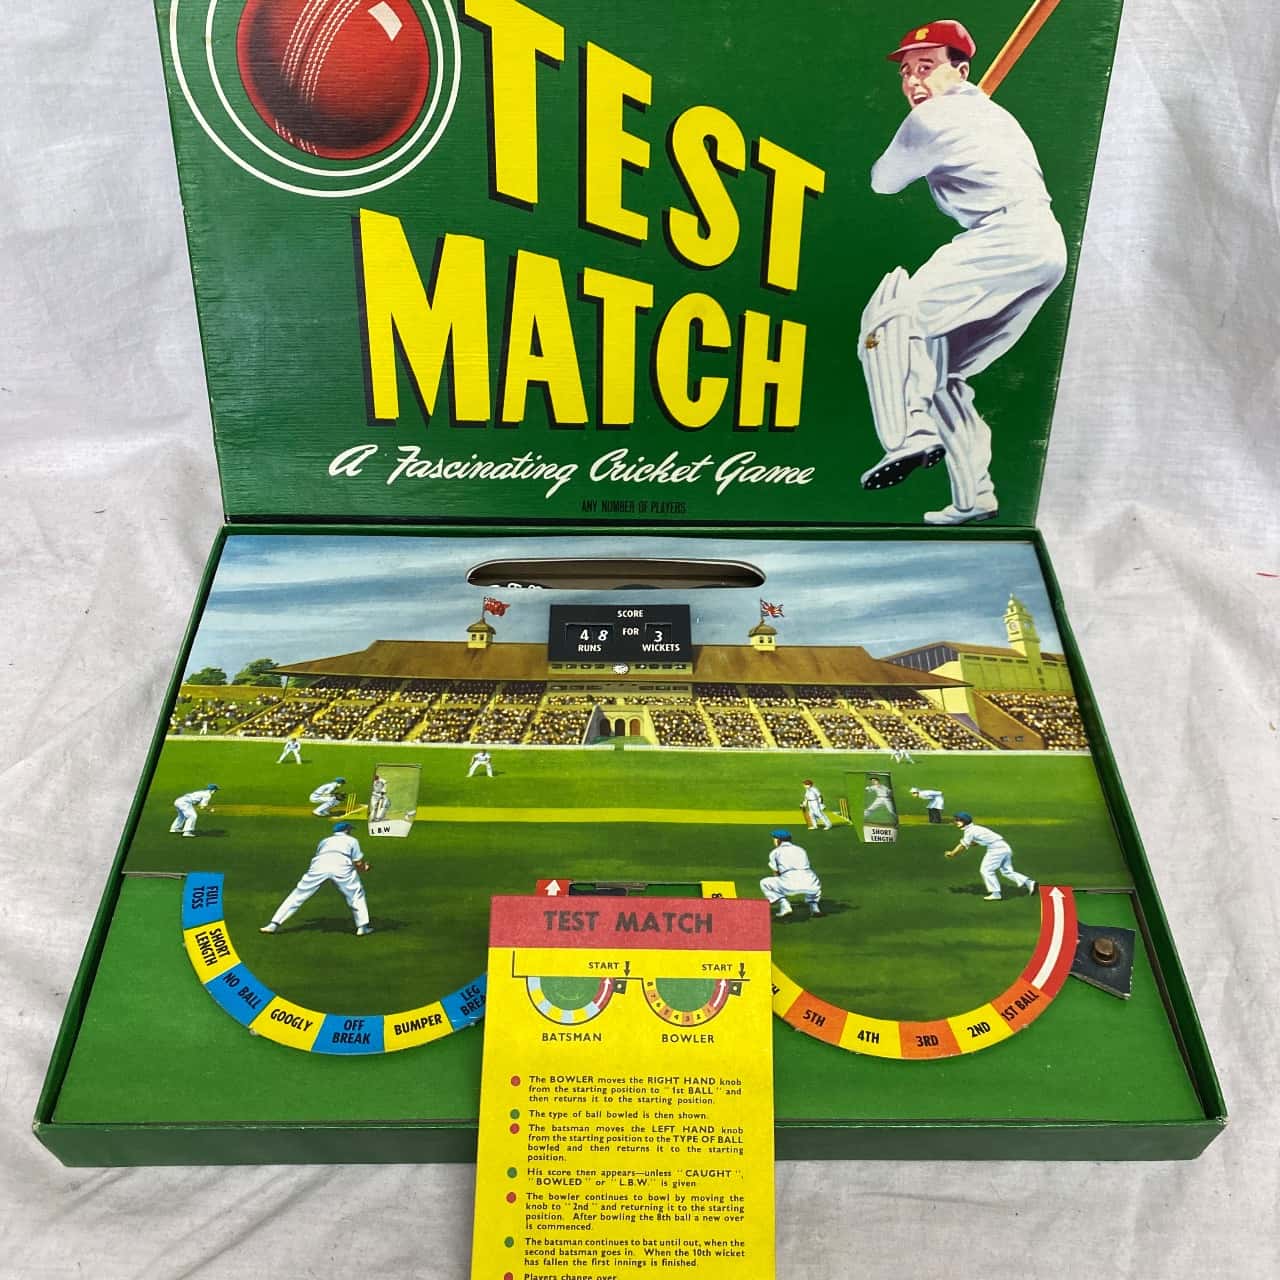 TEST
MATCH
A Fascinating Cricket Game
ANY NUMBER OF PLAYERS
SCORE
4 8 FOR 3
RUNS WICKETS
L.B.W
SHORT
LENGTH
FULL
TOSS
SHORT
LENGTH
NO BALL
GOOGLY
OFF
BREAK
BUMPER
LEG
BREA
8
5TH
4TH
3RD
2ND
1ST BALL
TEST MATCH
START START
BATSMAN BOWLER
The BOWLER moves the RIGHT HAND knob
from the starting position to "1st BALL" and
then returns it to the starting position.
The type of ball bowled is then shown.
The batsman moves the LEFT HAND knob
from the starting position to the TYPE OF BALL
bowled and then returns it to the starting
position.
His score then appears—unless "CAUGHT",
"BOWLED" or "L.B.W." is given
The bowler continues to bowl by moving the
knob to "2nd" and returning it to the starting
position. After bowling the 8th ball a new over
is commenced.
The batsman continues to bat until out, when the
second batsman goes in. When the 10th wicket
has fallen the first innings is finished.
Players change over